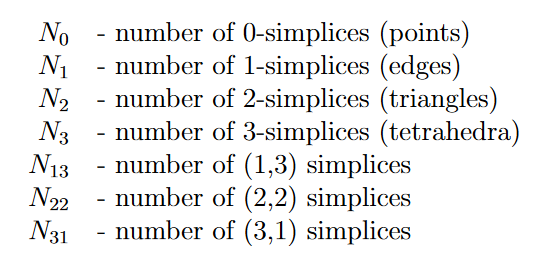 N₀ - number of 0-simplices (points)
N₁ - number of 1-simplices (edges)
N₂ - number of 2-simplices (triangles)
N₃ - number of 3-simplices (tetrahedra)
N₁₃ - number of (1,3) simplices
N₂₂ - number of (2,2) simplices
N₃₁ - number of (3,1) simplices